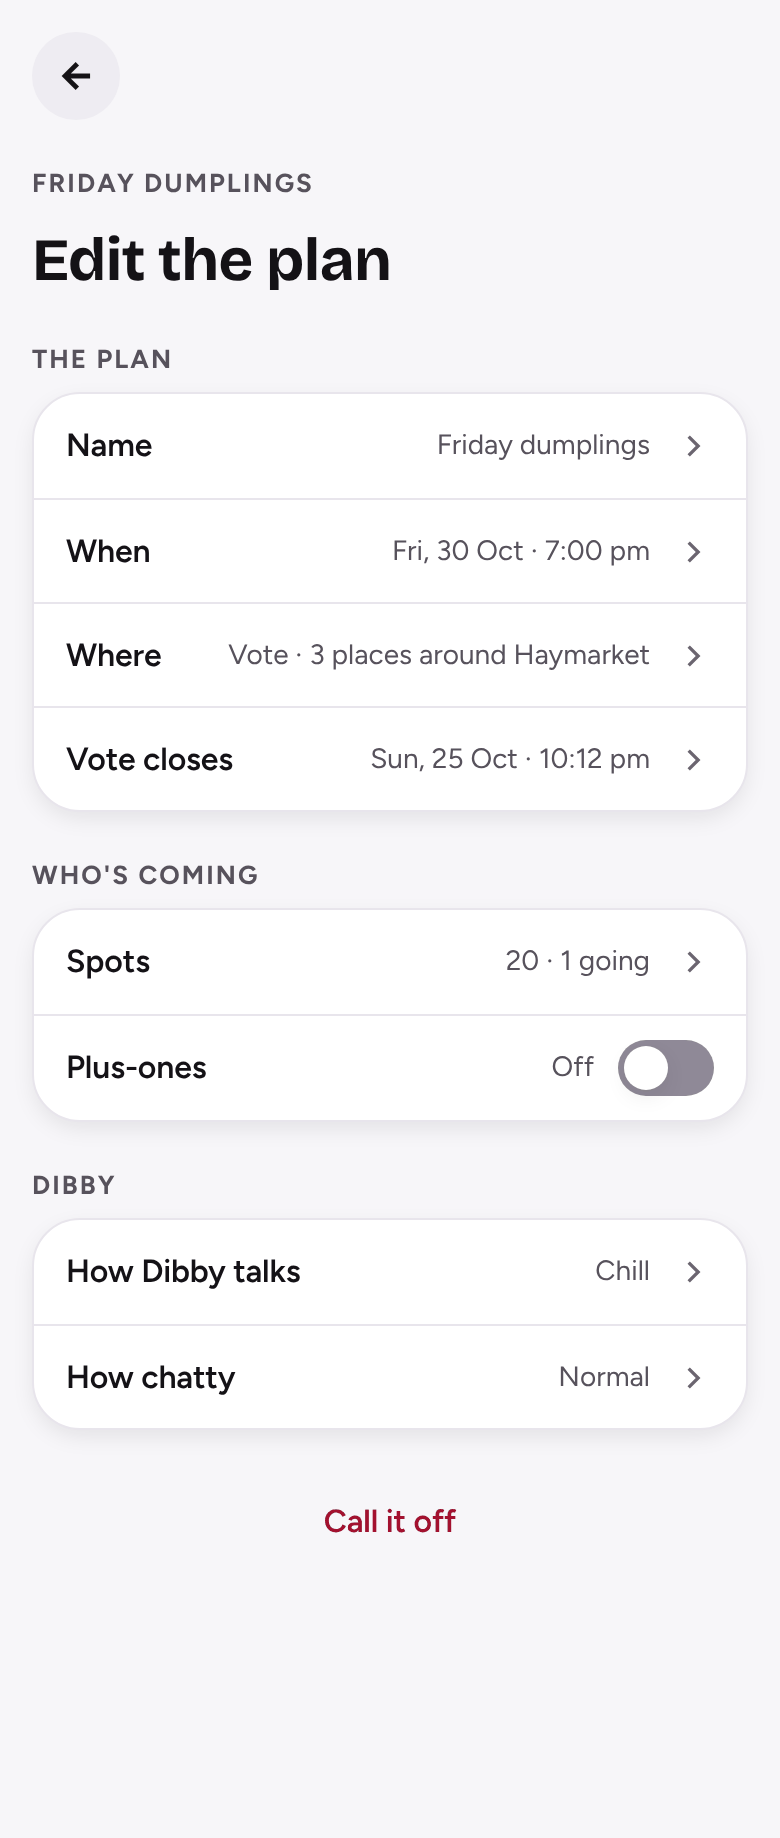 FRIDAY DUMPLINGS
Edit the plan
THE PLAN
Name Friday dumplings
When Fri, 30 Oct · 7:00 pm
Where Vote · 3 places around Haymarket
Vote closes Sun, 25 Oct · 10:12 pm
WHO'S COMING
Spots 20 · 1 going
Plus-ones Off
DIBBY
How Dibby talks Chill
How chatty Normal
Call it off